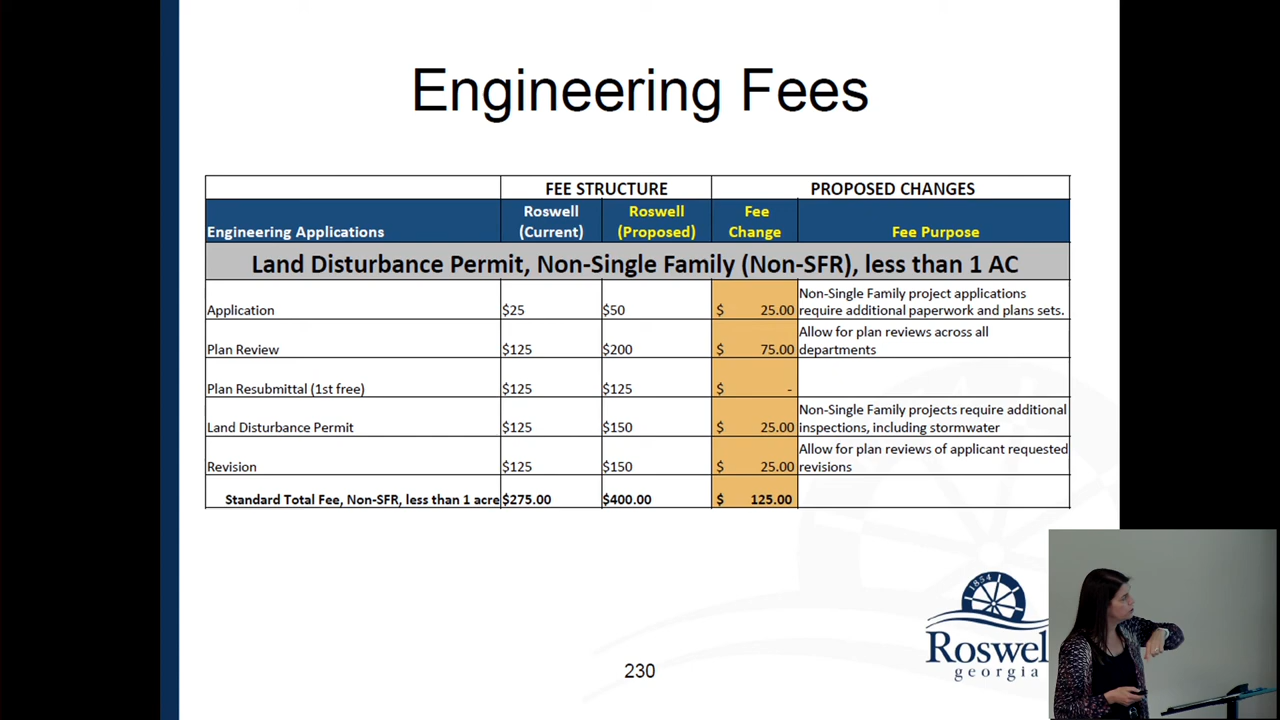 Engineering Fees
FEE STRUCTURE PROPOSED CHANGES
Engineering Applications Roswell (Current) Roswell (Proposed) Fee Change Fee Purpose
Land Disturbance Permit, Non-Single Family (Non-SFR), less than 1 AC
Application $25 $50 $ 25.00 Non-Single Family project applications require additional paperwork and plans sets.
Plan Review $125 $200 $ 75.00 Allow for plan reviews across all departments
Plan Resubmittal (1st free) $125 $125 $ -
Land Disturbance Permit $125 $150 $ 25.00 Non-Single Family projects require additional inspections, including stormwater
Revision $125 $150 $ 25.00 Allow for plan reviews of applicant requested revisions
Standard Total Fee, Non-SFR, less than 1 acre $275.00 $400.00 $ 125.00
1854
Roswel
georgia
230